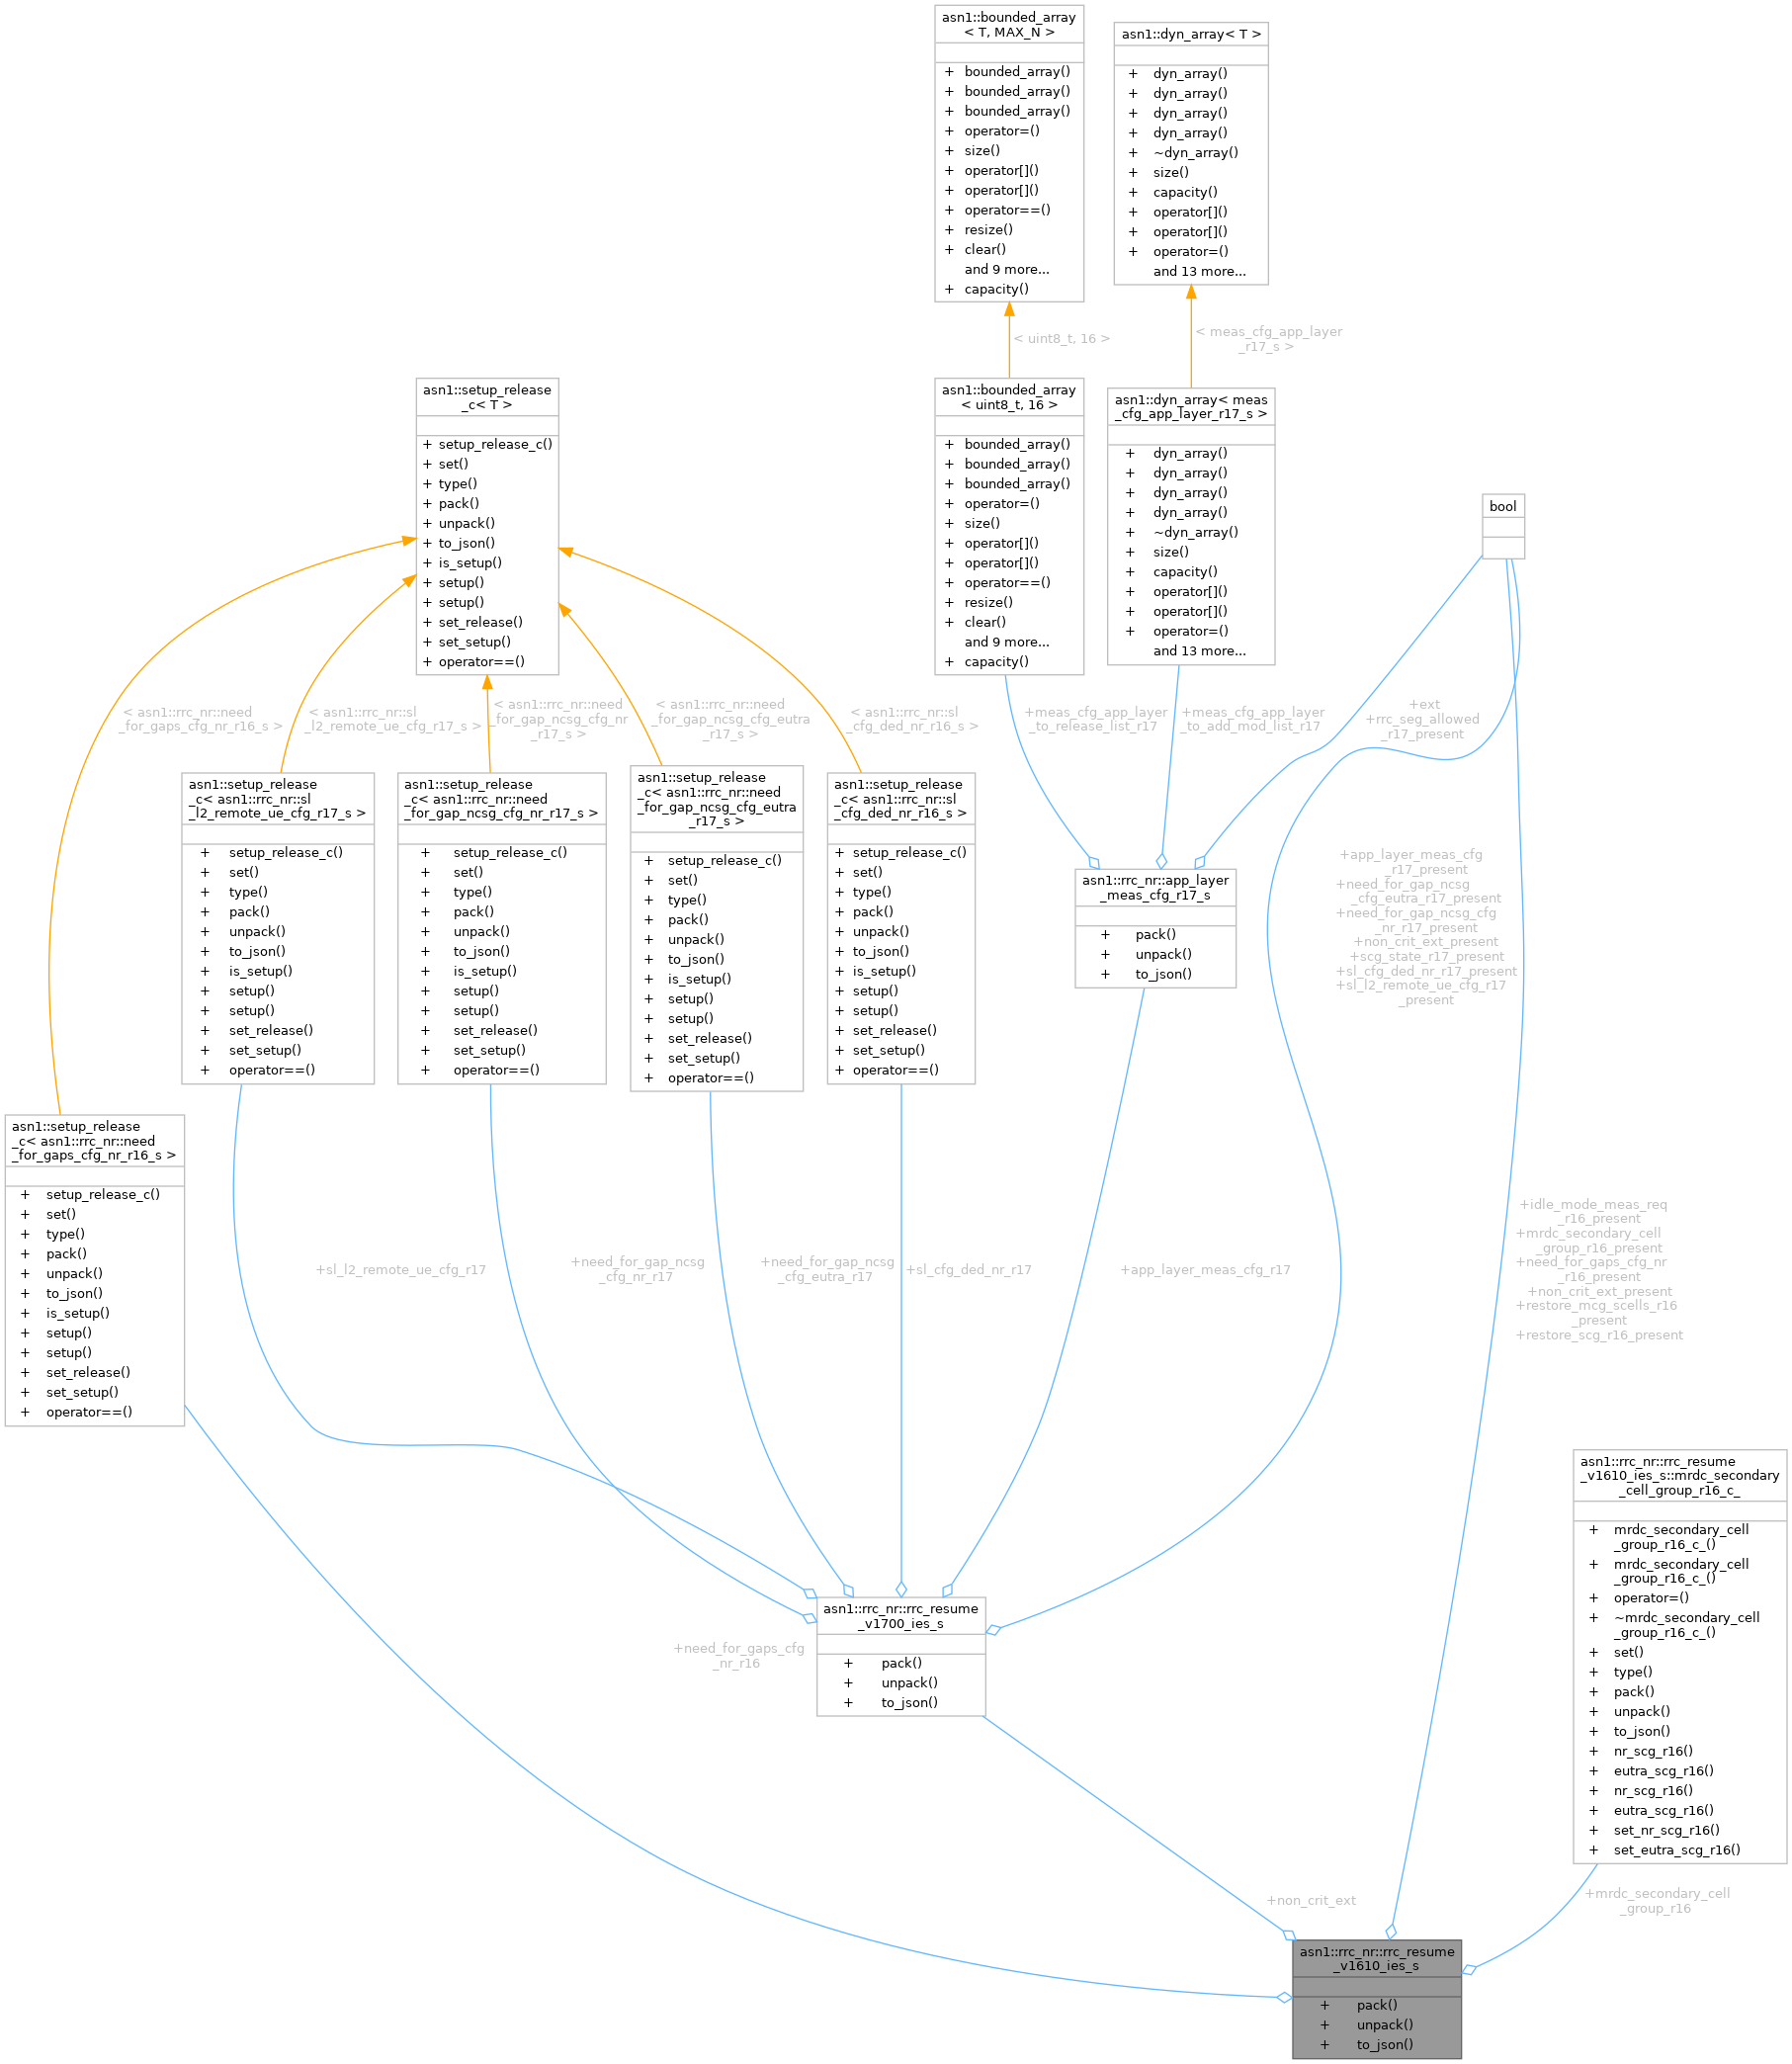 asn1::bounded_array
< T, MAX_N >
+ bounded_array()
+ bounded_array()
+ bounded_array()
+ operator=()
+ size()
+ operator[]()
+ operator[]()
+ operator==()
+ resize()
+ clear()
and 9 more...
+ capacity()
asn1::dyn_array< T >
+ dyn_array()
+ dyn_array()
+ dyn_array()
+ dyn_array()
+ ~dyn_array()
+ size()
+ capacity()
+ operator[]()
+ operator[]()
+ operator=()
and 13 more...
< uint8_t, 16 >
< meas_cfg_app_layer
_r17_s >
asn1::setup_release
_c< T >
+ setup_release_c()
+ set()
+ type()
+ pack()
+ unpack()
+ to_json()
+ is_setup()
+ setup()
+ setup()
+ set_release()
+ set_setup()
+ operator==()
asn1::bounded_array
< uint8_t, 16 >
+ bounded_array()
+ bounded_array()
+ bounded_array()
+ operator=()
+ size()
+ operator[]()
+ operator[]()
+ operator==()
+ resize()
+ clear()
and 9 more...
+ capacity()
asn1::dyn_array< meas
_cfg_app_layer_r17_s >
+ dyn_array()
+ dyn_array()
+ dyn_array()
+ dyn_array()
+ ~dyn_array()
+ size()
+ capacity()
+ operator[]()
+ operator[]()
+ operator=()
and 13 more...
bool
< asn1::rrc_nr::need
_for_gaps_cfg_nr_r16_s >
< asn1::rrc_nr::sl
_l2_remote_ue_cfg_r17_s >
< asn1::rrc_nr::need
_for_gap_ncsg_cfg_nr
_r17_s >
< asn1::rrc_nr::need
_for_gap_ncsg_cfg_eutra
_r17_s >
< asn1::rrc_nr::sl
_cfg_ded_nr_r16_s >
+meas_cfg_app_layer
_to_release_list_r17
+meas_cfg_app_layer
_to_add_mod_list_r17
+ext
+rrc_seg_allowed
_r17_present
asn1::setup_release
_c< asn1::rrc_nr::sl
_l2_remote_ue_cfg_r17_s >
+ setup_release_c()
+ set()
+ type()
+ pack()
+ unpack()
+ to_json()
+ is_setup()
+ setup()
+ setup()
+ set_release()
+ set_setup()
+ operator==()
asn1::setup_release
_c< asn1::rrc_nr::need
_for_gap_ncsg_cfg_nr_r17_s >
+ setup_release_c()
+ set()
+ type()
+ pack()
+ unpack()
+ to_json()
+ is_setup()
+ setup()
+ setup()
+ set_release()
+ set_setup()
+ operator==()
asn1::setup_release
_c< asn1::rrc_nr::need
_for_gap_ncsg_cfg_eutra
_r17_s >
+ setup_release_c()
+ set()
+ type()
+ pack()
+ unpack()
+ to_json()
+ is_setup()
+ setup()
+ setup()
+ set_release()
+ set_setup()
+ operator==()
asn1::setup_release
_c< asn1::rrc_nr::sl
_cfg_ded_nr_r16_s >
+ setup_release_c()
+ set()
+ type()
+ pack()
+ unpack()
+ to_json()
+ is_setup()
+ setup()
+ setup()
+ set_release()
+ set_setup()
+ operator==()
asn1::rrc_nr::app_layer
_meas_cfg_r17_s
+ pack()
+ unpack()
+ to_json()
+app_layer_meas_cfg
_r17_present
+need_for_gap_ncsg
_cfg_eutra_r17_present
+need_for_gap_ncsg_cfg
_nr_r17_present
+non_crit_ext_present
+scg_state_r17_present
+sl_cfg_ded_nr_r17_present
+sl_l2_remote_ue_cfg_r17
_present
asn1::setup_release
_c< asn1::rrc_nr::need
_for_gaps_cfg_nr_r16_s >
+ setup_release_c()
+ set()
+ type()
+ pack()
+ unpack()
+ to_json()
+ is_setup()
+ setup()
+ setup()
+ set_release()
+ set_setup()
+ operator==()
+sl_l2_remote_ue_cfg_r17
+need_for_gap_ncsg
_cfg_nr_r17
+need_for_gap_ncsg
_cfg_eutra_r17
+sl_cfg_ded_nr_r17
+app_layer_meas_cfg_r17
+idle_mode_meas_req
_r16_present
+mrdc_secondary_cell
_group_r16_present
+need_for_gaps_cfg_nr
_r16_present
+non_crit_ext_present
+restore_mcg_scells_r16
_present
+restore_scg_r16_present
asn1::rrc_nr::rrc_resume
_v1610_ies_s::mrdc_secondary
_cell_group_r16_c_
+ mrdc_secondary_cell
_group_r16_c_()
+ mrdc_secondary_cell
_group_r16_c_()
+ operator=()
+ ~mrdc_secondary_cell
_group_r16_c_()
+ set()
+ type()
+ pack()
+ unpack()
+ to_json()
+ nr_scg_r16()
+ eutra_scg_r16()
+ nr_scg_r16()
+ eutra_scg_r16()
+ set_nr_scg_r16()
+ set_eutra_scg_r16()
asn1::rrc_nr::rrc_resume
_v1700_ies_s
+ pack()
+ unpack()
+ to_json()
+need_for_gaps_cfg
_nr_r16
+non_crit_ext
+mrdc_secondary_cell
_group_r16
asn1::rrc_nr::rrc_resume
_v1610_ies_s
+ pack()
+ unpack()
+ to_json()